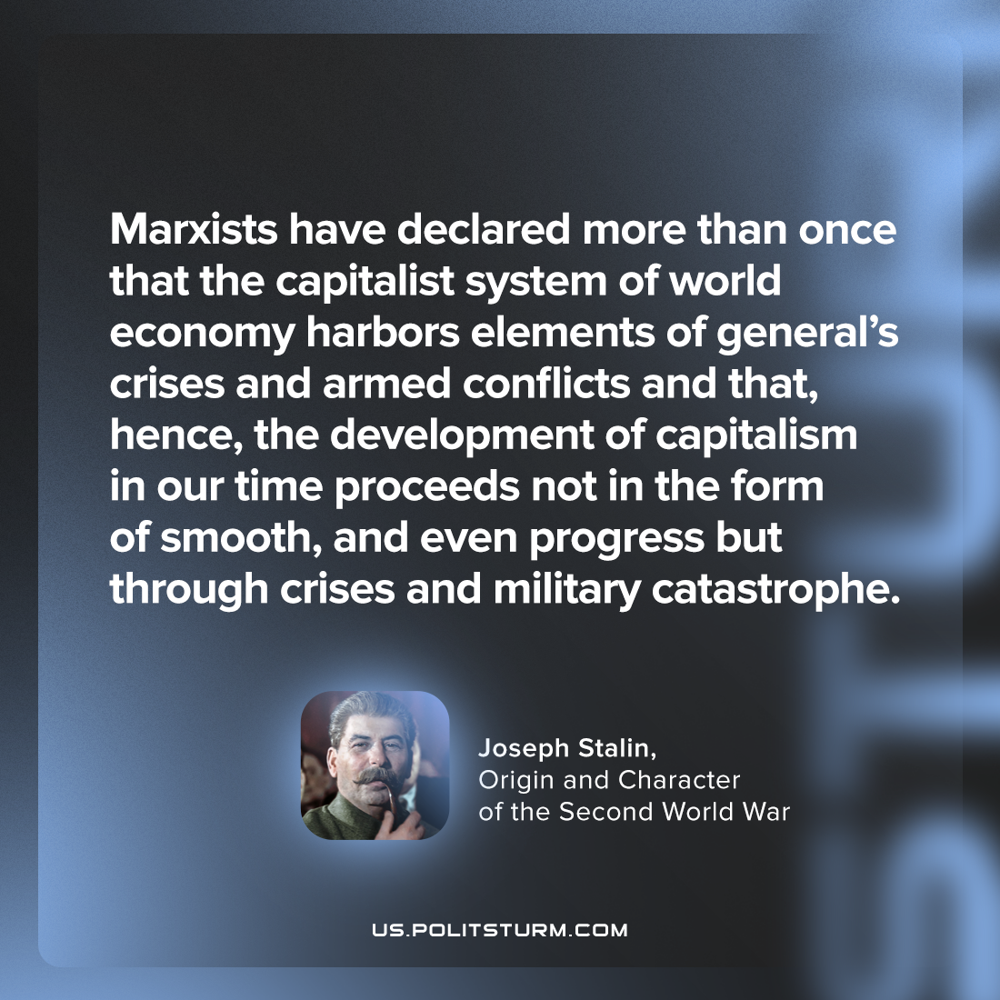 Marxists have declared more than once
that the capitalist system of world
economy harbors elements of general’s
crises and armed conflicts and that,
hence, the development of capitalism
in our time proceeds not in the form
of smooth, and even progress but
through crises and military catastrophe.
Joseph Stalin,
Origin and Character
of the Second World War
US.POLITSTURM.COM